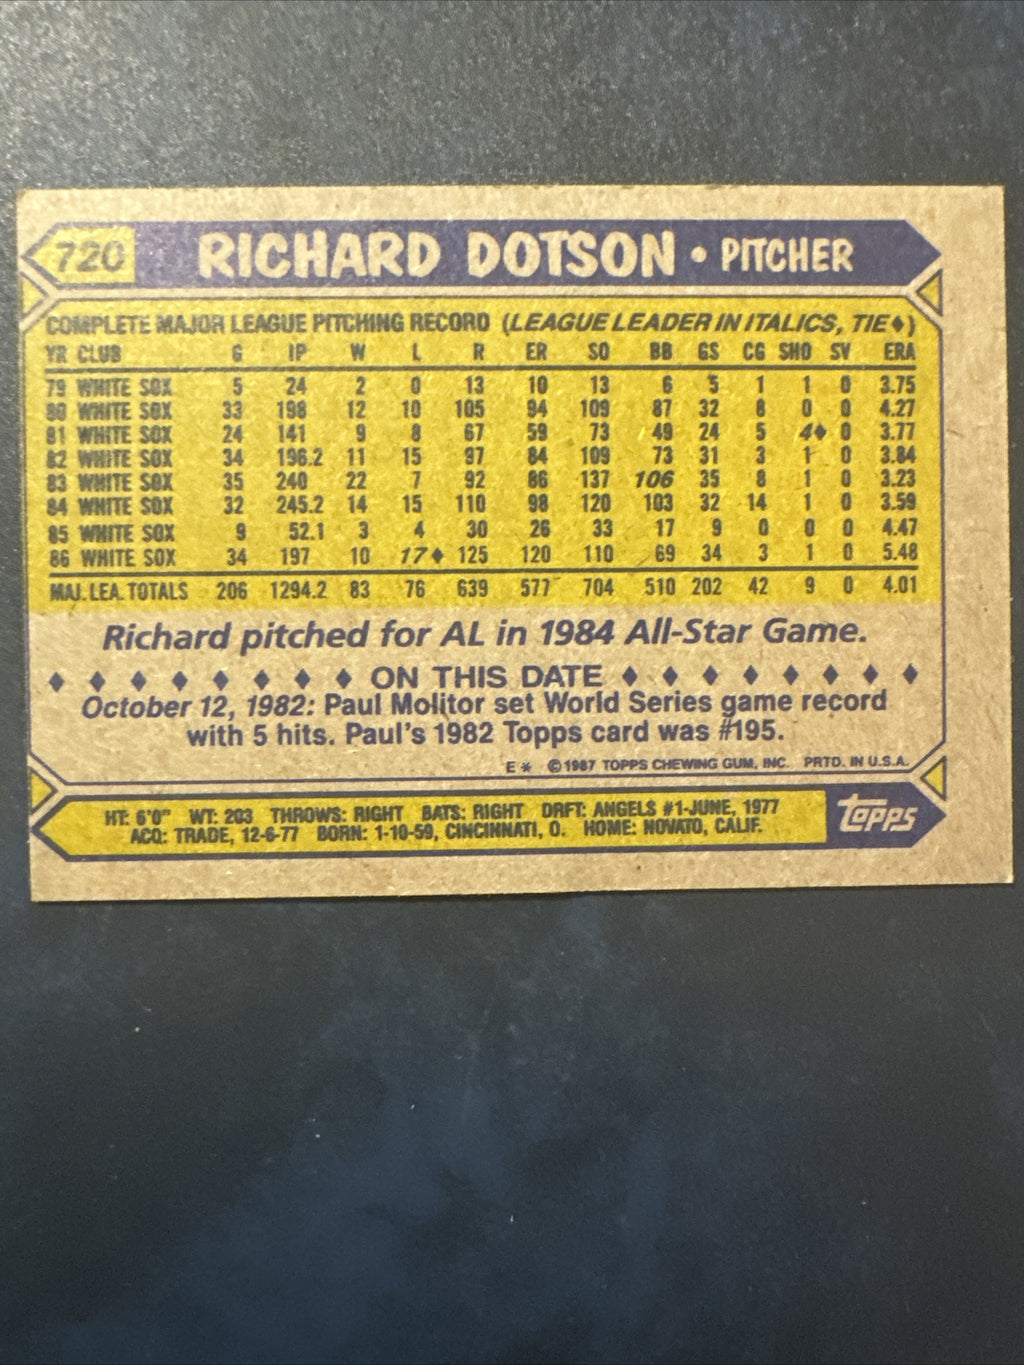 720 RICHARD DOTSON • PITCHER
COMPLETE MAJOR LEAGUE PITCHING RECORD (LEAGUE LEADER IN ITALICS, TIE♦)
YR CLUB G IP W L R ER SO BB GS CG SHO SV ERA
79 WHITE SOX 5 24 2 0 13 10 13 6 5 1 1 0 3.75
80 WHITE SOX 33 198 12 10 105 94 109 87 32 8 0 0 4.27
81 WHITE SOX 24 141 9 8 67 59 73 49 24 5 4♦ 0 3.77
82 WHITE SOX 34 196.2 11 15 97 84 109 73 31 3 1 0 3.84
83 WHITE SOX 35 240 22 7 92 86 137 106 35 8 1 0 3.23
84 WHITE SOX 32 245.2 14 15 110 98 120 103 32 14 1 0 3.59
85 WHITE SOX 9 52.1 3 4 30 26 33 17 9 0 0 0 4.47
86 WHITE SOX 34 197 10 17♦ 125 120 110 69 34 3 1 0 5.48
MAJ. LEA. TOTALS 206 1294.2 83 76 639 577 704 510 202 42 9 0 4.01
Richard pitched for AL in 1984 All-Star Game.
♦ ♦ ♦ ♦ ♦ ♦ ♦ ♦ ON THIS DATE ♦ ♦ ♦ ♦ ♦ ♦ ♦ ♦
October 12, 1982: Paul Molitor set World Series game record
with 5 hits. Paul's 1982 Topps card was #195.
E* ©1987 TOPPS CHEWING GUM, INC. PRTD. IN U.S.A.
HT: 6'0" WT: 203 THROWS: RIGHT BATS: RIGHT DRFT: ANGELS #1-JUNE, 1977
ACQ: TRADE, 12-6-77 BORN: 1-10-59, CINCINNATI, O. HOME: NOVATO, CALIF.
topps